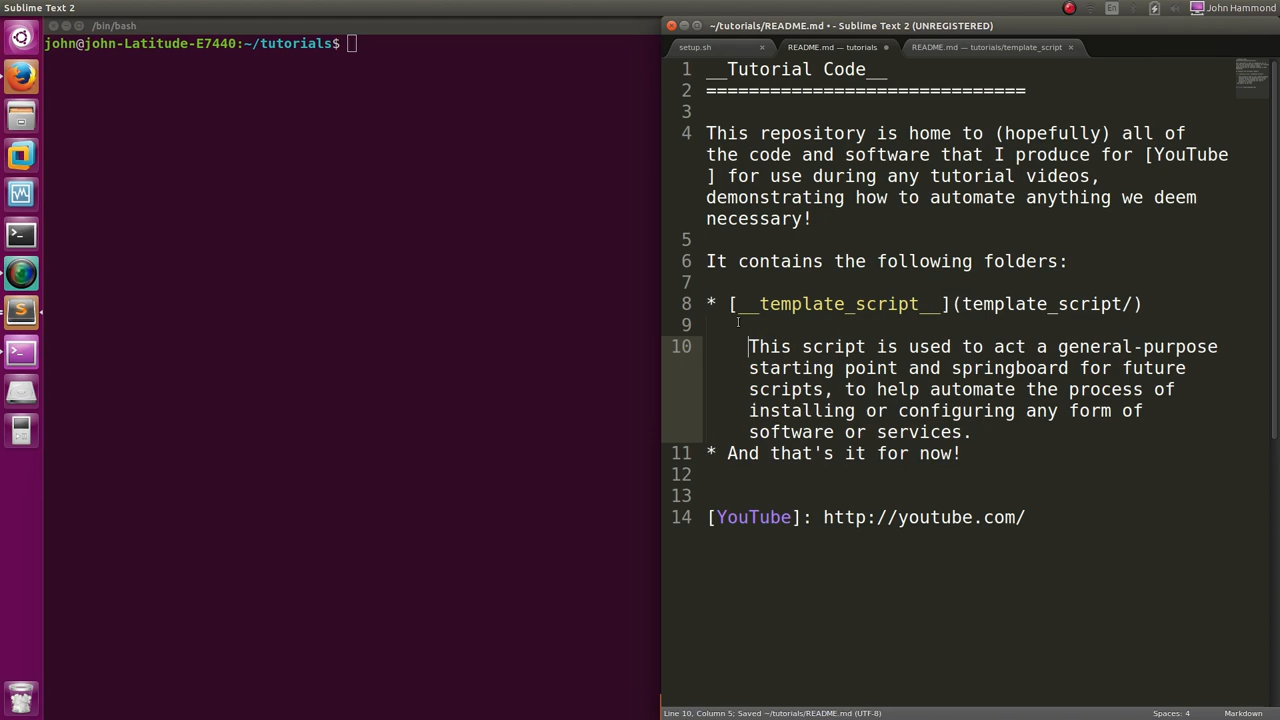 Sublime Text 2
En
John Hammond
/bin/bash
~/tutorials/README.md • - Sublime Text 2 (UNREGISTERED)
john@john-Latitude-E7440:~/tutorials$
setup.sh
README.md — tutorials
README.md — tutorials/template_script
1 __Tutorial Code__
2 ==============================
3
4 This repository is home to (hopefully) all of
the code and software that I produce for [YouTube
] for use during any tutorial videos,
demonstrating how to automate anything we deem
necessary!
5
6 It contains the following folders:
7
8 * [__template_script__](template_script/)
9
10 This script is used to act a general-purpose
starting point and springboard for future
scripts, to help automate the process of
installing or configuring any form of
software or services.
11 * And that's it for now!
12
13
14 [YouTube]: http://youtube.com/
Line 10, Column 5; Saved ~/tutorials/README.md (UTF-8)
Spaces: 4
Markdown